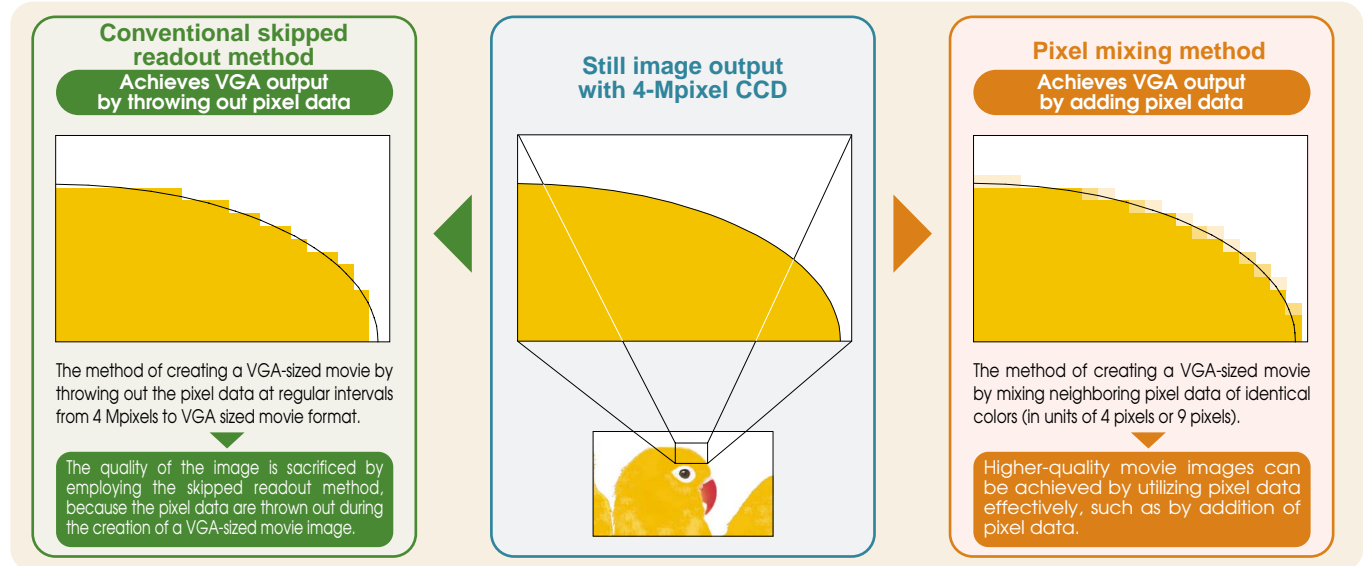 Conventional skipped
readout method
Achieves VGA output
by throwing out pixel data
The method of creating a VGA-sized movie by
throwing out the pixel data at regular intervals
from 4 Mpixels to VGA sized movie format.
The quality of the image is sacrificed by
employing the skipped readout method,
because the pixel data are thrown out during
the creation of a VGA-sized movie image.
Still image output
with 4-Mpixel CCD
Pixel mixing method
Achieves VGA output
by adding pixel data
The method of creating a VGA-sized movie
by mixing neighboring pixel data of identical
colors (in units of 4 pixels or 9 pixels).
Higher-quality movie images can
be achieved by utilizing pixel data
effectively, such as by addition of
pixel data.